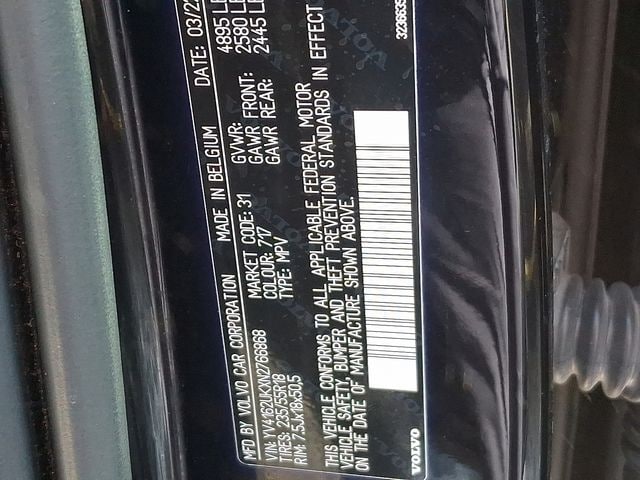 MFD BY VOLVO CAR CORPORATION MADE IN BELGIUM DATE: 03/2
VIN: YV4162UKXN2766868 MARKET CODE: 31 GVWR: 4895 L
TIRES: 235/55R18 COLOUR: 717 GAWR FRONT: 2580 L
RIM: 7.5Jx18x50,5 TYPE: MPV GAWR REAR: 2445 L
THIS VEHICLE CONFORMS TO ALL APPLICABLE FEDERAL MOTOR
VEHICLE SAFETY, BUMPER AND THEFT PREVENTION STANDARDS IN EFFECT
ON THE DATE OF MANUFACTURE SHOWN ABOVE.
VOLVO 323635